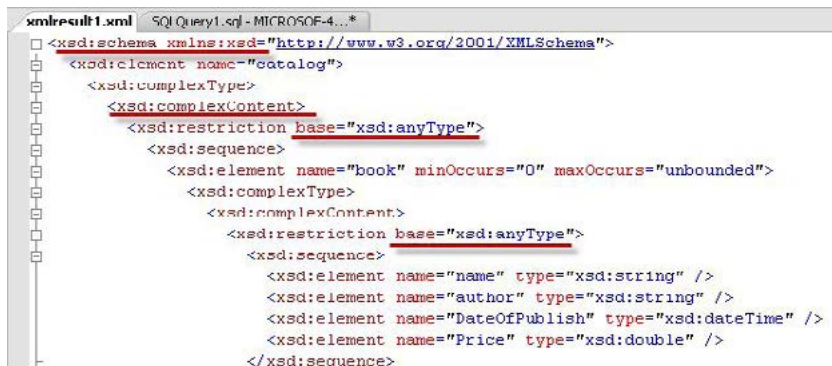 xmlresult1.xml SQLQuery1.sql - MICROSOF-4...*
<xsd:schema xmlns:xsd="http://www.w3.org/2001/XMLSchema">
<xsd:element name="catalog">
<xsd:complexType>
<xsd:complexContent>
<xsd:restriction base="xsd:anyType">
<xsd:sequence>
<xsd:element name="book" minOccurs="0" maxOccurs="unbounded">
<xsd:complexType>
<xsd:complexContent>
<xsd:restriction base="xsd:anyType">
<xsd:sequence>
<xsd:element name="name" type="xsd:string" />
<xsd:element name="author" type="xsd:string" />
<xsd:element name="DateOfPublish" type="xsd:dateTime" />
<xsd:element name="Price" type="xsd:double" />
</xsd:sequence>